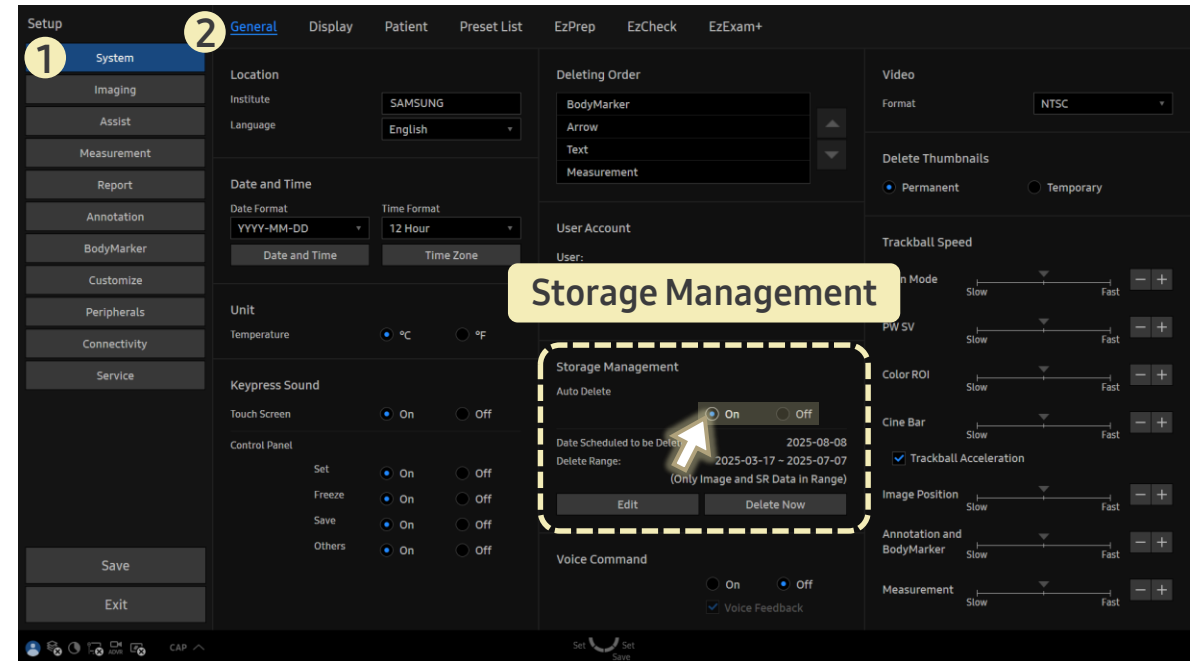 Setup
1
2
General Display Patient Preset List EzPrep EzCheck EzExam+
System
Imaging
Assist
Measurement
Report
Annotation
BodyMarker
Customize
Peripherals
Connectivity
Service
Save
Exit
Location
Institute SAMSUNG
Language English
Date and Time
Date Format Time Format
YYYY-MM-DD 12 Hour
Date and Time Time Zone
Unit
Temperature ºC ºF
Keypress Sound
Touch Screen On Off
Control Panel
Set On Off
Freeze On Off
Save On Off
Others On Off
Deleting Order
BodyMarker
Arrow
Text
Measurement
User Account
User:
Storage Management
Storage Management
Auto Delete
On Off
Date Scheduled to be 2025-08-08
Delete Range: 2025-03-17 ~ 2025-07-07
(Only Image and SR Data in Range)
Edit Delete Now
Voice Command
On Off
Voice Feedback
Video
Format NTSC
Delete Thumbnails
Permanent Temporary
Trackball Speed
Mode
Slow Fast
PW SV
Slow Fast
Color ROI
Slow Fast
Cine Bar
Slow Fast
Trackball Acceleration
Image Position
Slow Fast
Annotation and
BodyMarker
Slow Fast
Measurement
Slow Fast
CAP
Set Set
Save